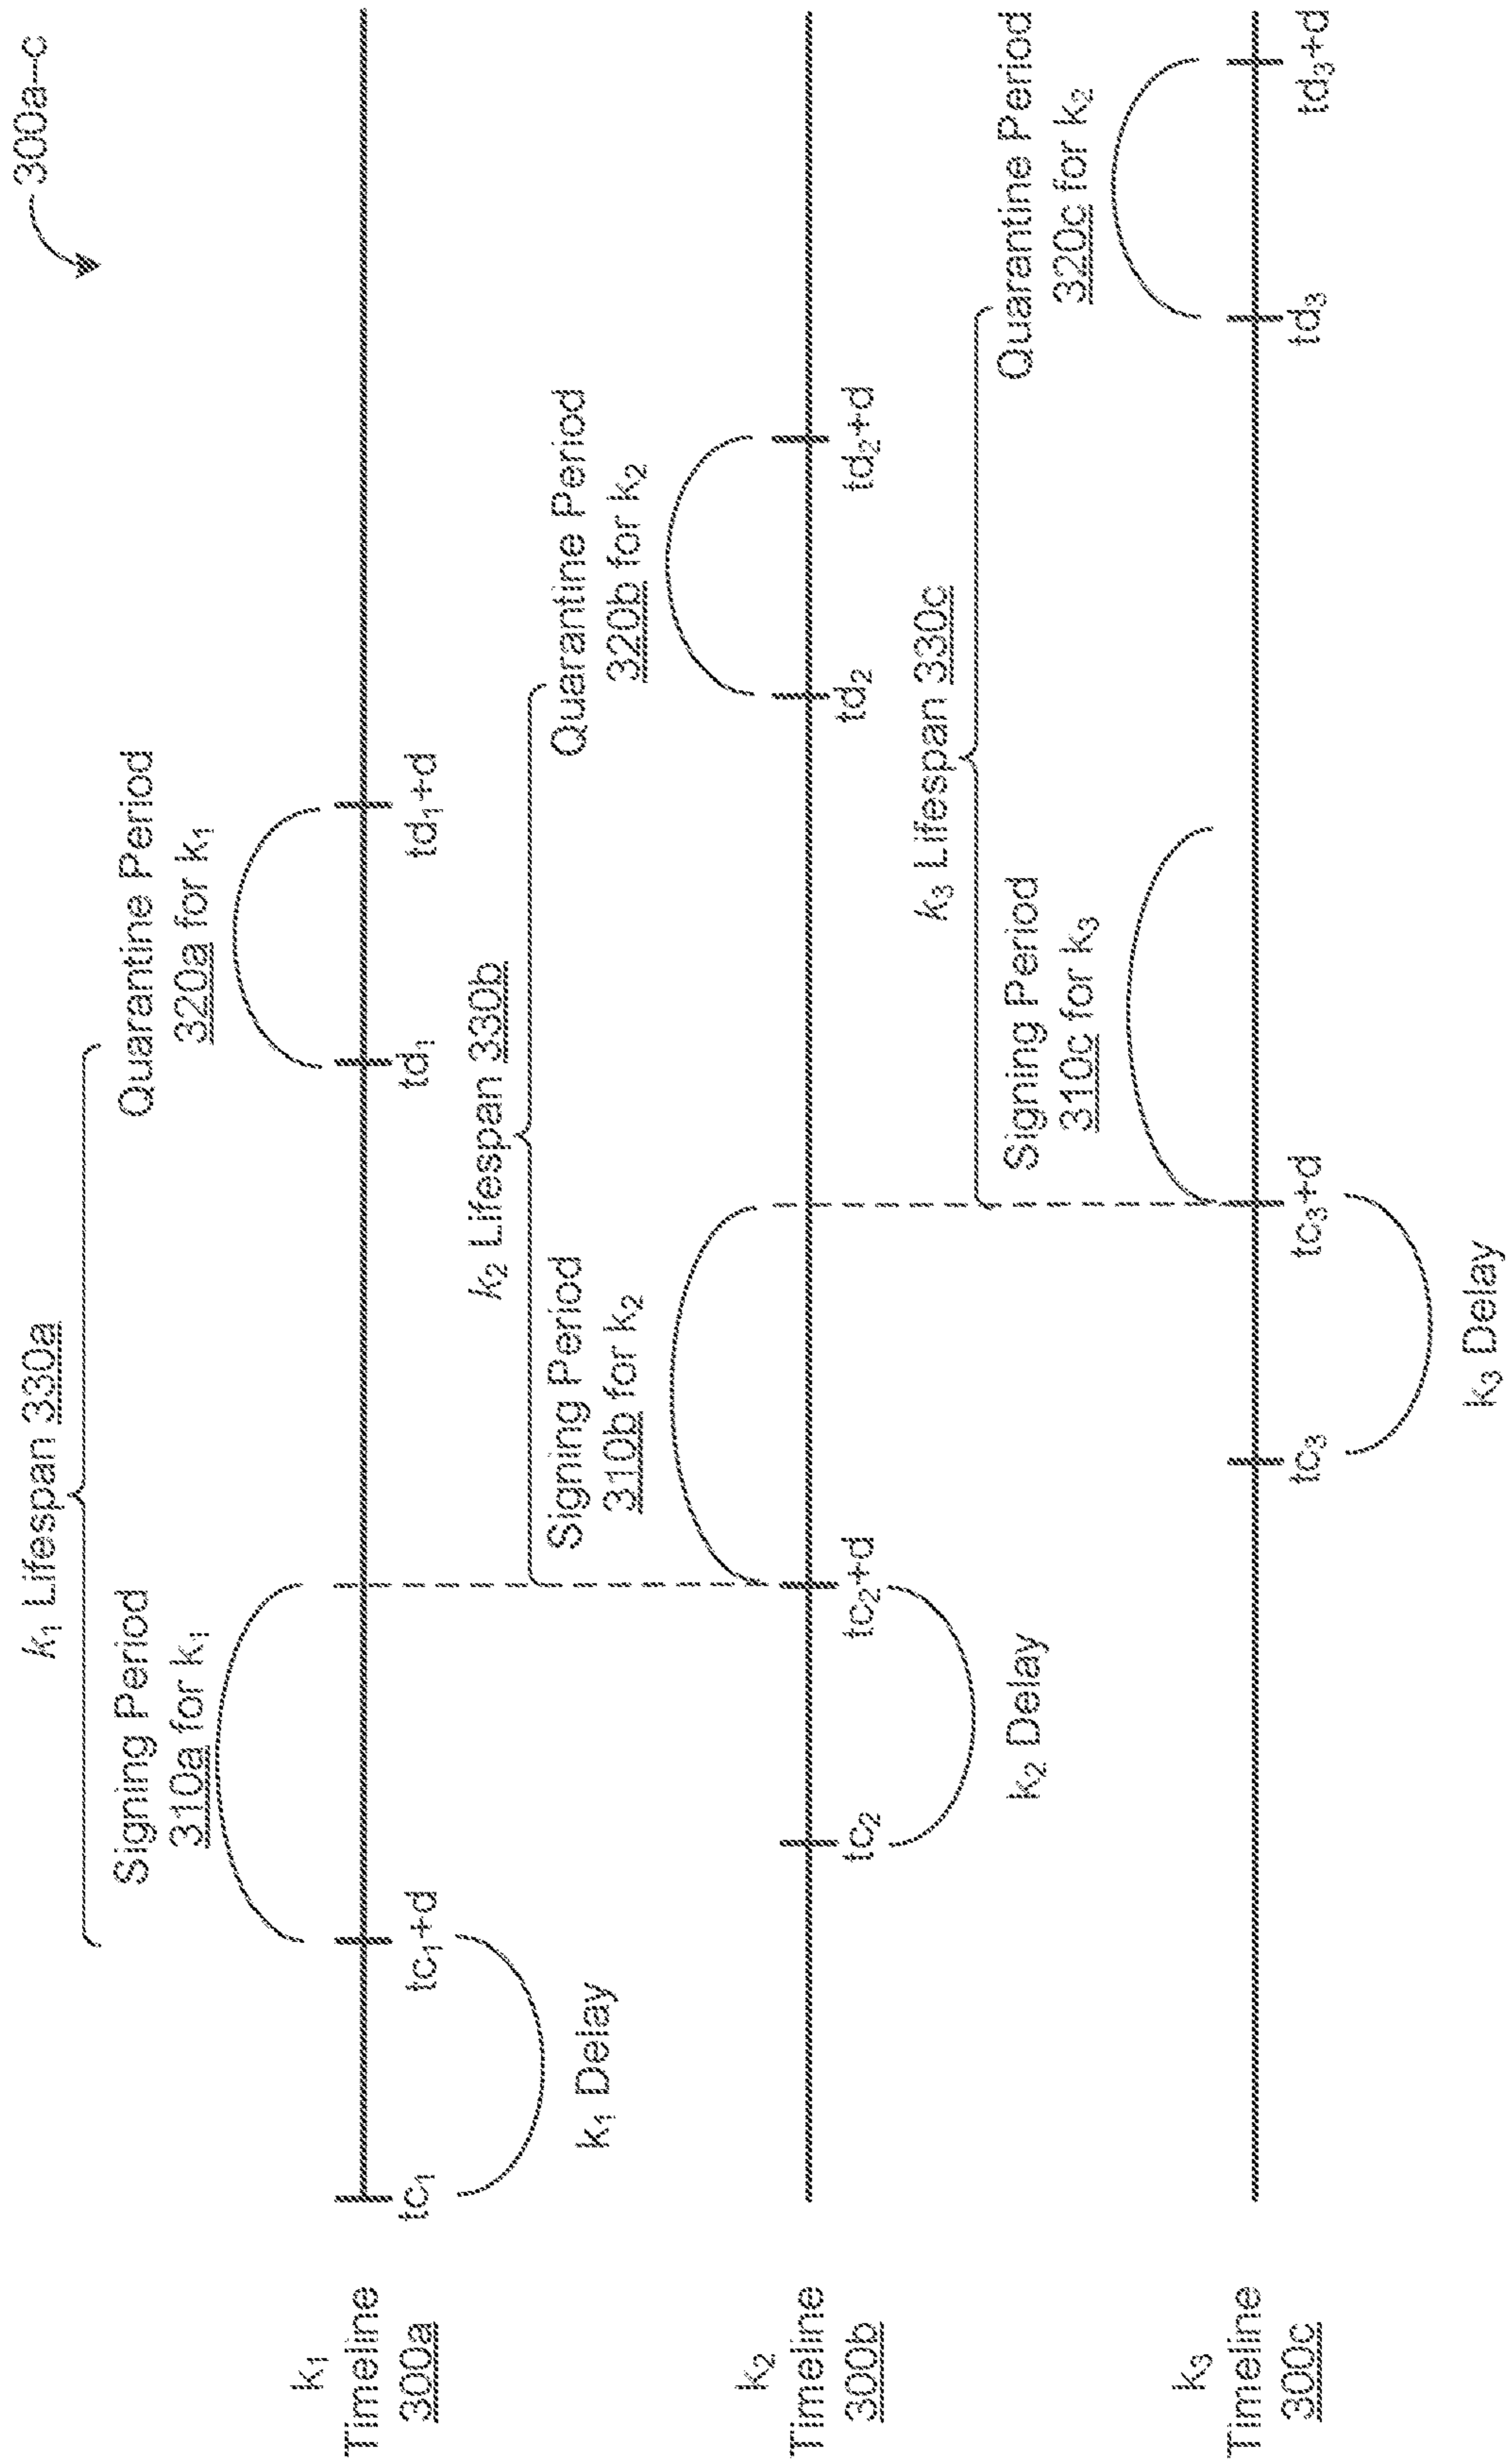 300a–c
k₁ Lifespan 330a
Signing Period
310a for k₁
Quarantine Period
320a for k₁
k₁
Timeline
300a
tc₁
tc₁+d
td₁
td₁+d
k₁ Delay
k₂ Lifespan 330b
Signing Period
310b for k₂
Quarantine Period
320b for k₂
k₂
Timeline
300b
tc₂
tc₂+d
td₂
td₂+d
k₂ Delay
k₃ Lifespan 330c
Signing Period
310c for k₃
Quarantine Period
320c for k₂
k₃
Timeline
300c
tc₃
tc₃+d
td₃
td₃+d
k₃ Delay